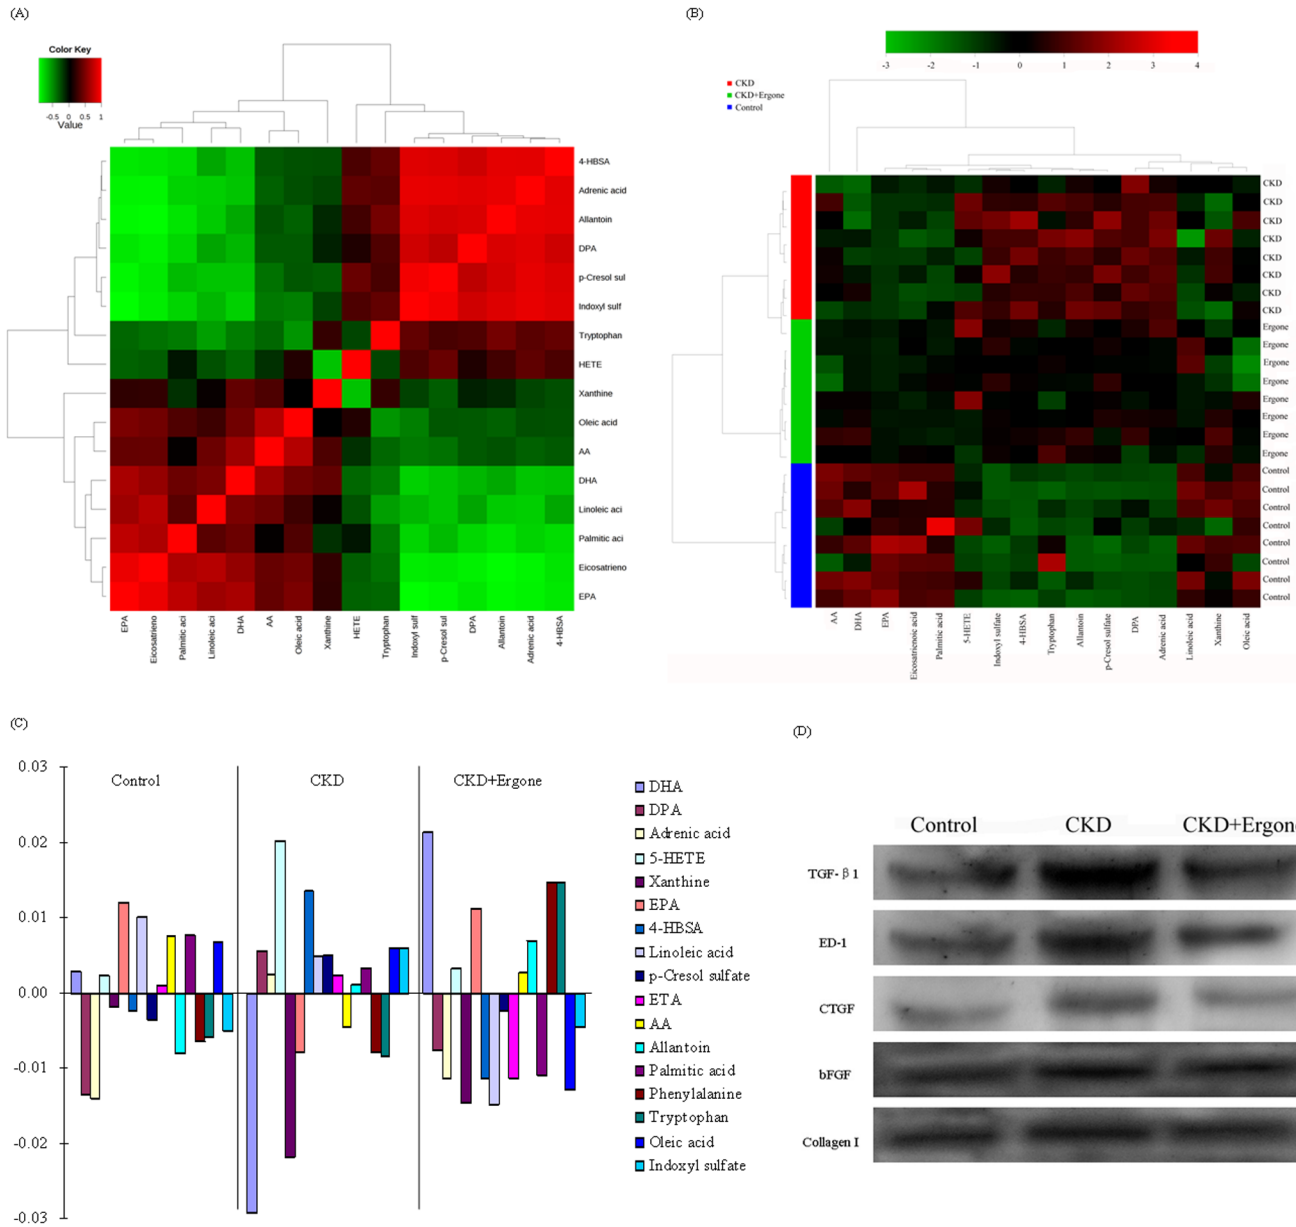 (A)
Color Key
-0.5 0 0.5 1
Value
4-HBSA
Adrenic acid
Allantoin
DPA
p-Cresol sul
Indoxyl sulf
Tryptophan
HETE
Xanthine
Oleic acid
AA
DHA
Linoleic aci
Palmitic aci
Eicosatrieno
EPA
EPA
Eicosatrieno
Palmitic aci
Linoleic aci
DHA
AA
Oleic acid
Xanthine
HETE
Tryptophan
Indoxyl sulf
p-Cresol sul
DPA
Allantoin
Adrenic acid
4-HBSA
(B)
-3 -2 -1 0 1 2 3 4
CKD
CKD+Ergone
Control
CKD
CKD
CKD
CKD
CKD
CKD
CKD
CKD
Ergone
Ergone
Ergone
Ergone
Ergone
Ergone
Ergone
Ergone
Control
Control
Control
Control
Control
Control
Control
Control
AA
DHA
EPA
Eicosatrienoic acid
Palmitic acid
5-HETE
Indoxyl sulfate
4-HBSA
Tryptophan
Allantoin
p-Cresol sulfate
DPA
Adrenic acid
Linoleic acid
Xanthine
Oleic acid
(C)
0.03
0.02
0.01
0.00
-0.01
-0.02
-0.03
Control CKD CKD+Ergone
DHA
DPA
Adrenic acid
5-HETE
Xanthine
EPA
4-HBSA
Linoleic acid
p-Cresol sulfate
ETA
AA
Allantoin
Palmitic acid
Phenylalanine
Tryptophan
Oleic acid
Indoxyl sulfate
(D)
Control CKD CKD+Ergon
TGF-β1
ED-1
CTGF
bFGF
Collagen I